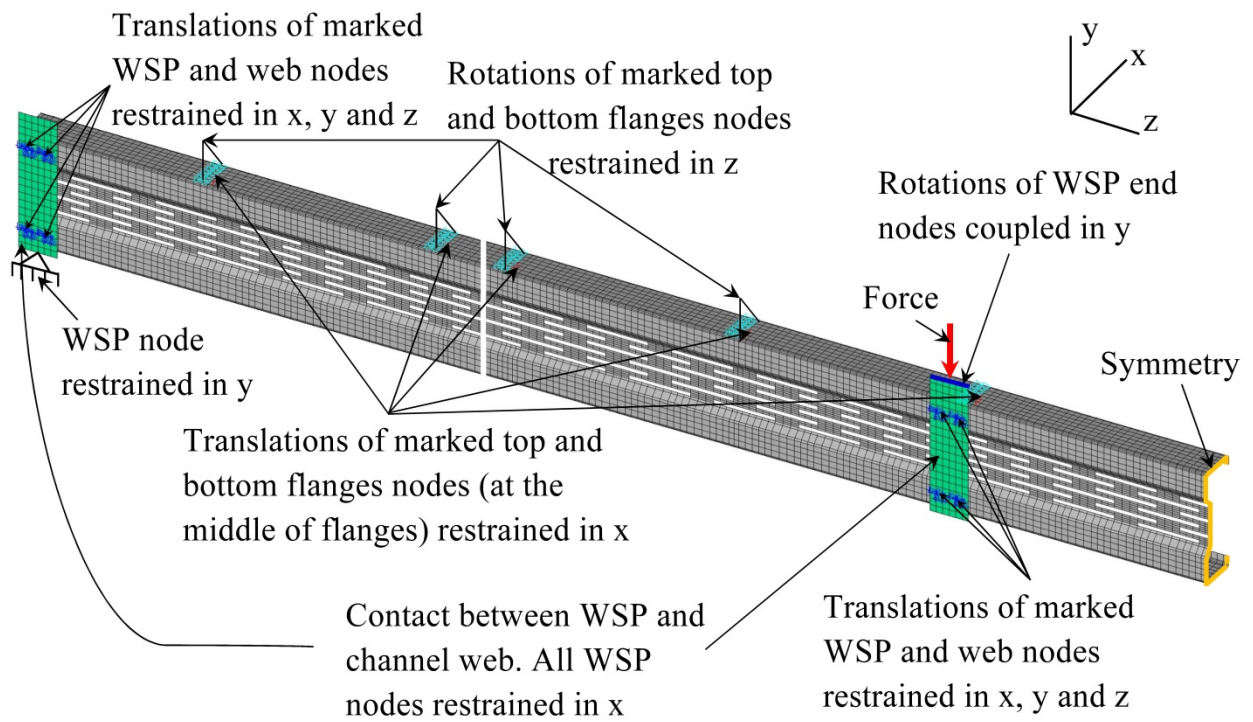 Translations of marked
WSP and web nodes
restrained in x, y and z
Rotations of marked top
and bottom flanges nodes
restrained in z
y
x
z
Rotations of WSP end
nodes coupled in y
Force
Symmetry
WSP node
restrained in y
Translations of marked top and
bottom flanges nodes (at the
middle of flanges) restrained in x
Contact between WSP and
channel web. All WSP
nodes restrained in x
Translations of marked
WSP and web nodes
restrained in x, y and z